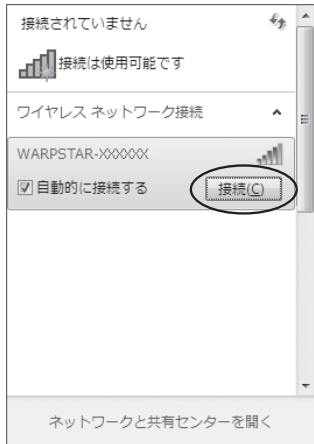 接続されていません
接続は使用可能です
ワイヤレス ネットワーク接続
WARPSTAR-XXXXXX
自動的に接続する
接続(C)
ネットワークと共有センターを開く